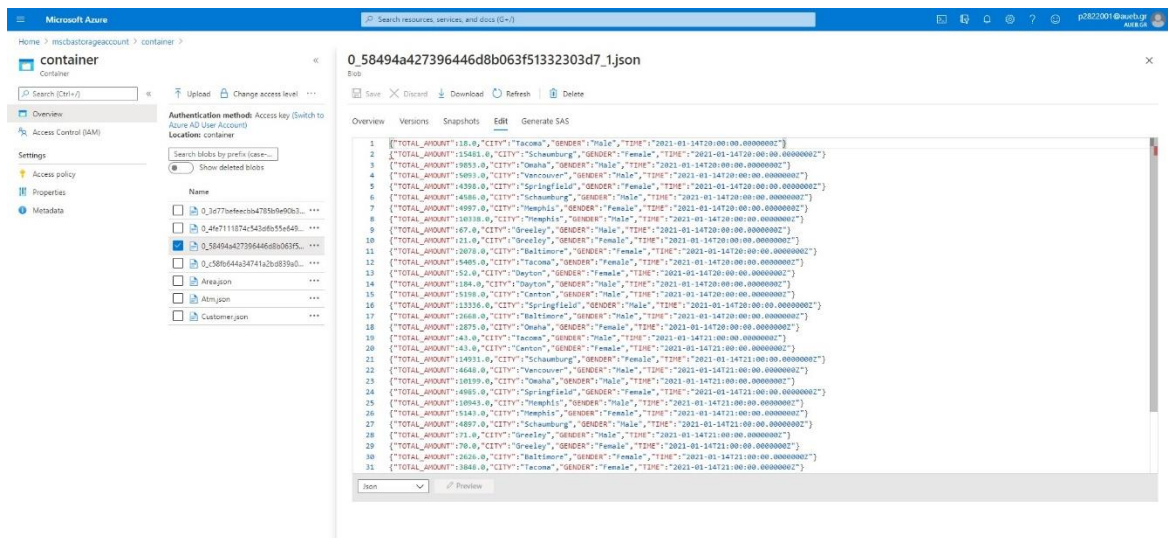 Microsoft Azure
Search resources, services, and docs (G+/)
p2822001@aueb.gr
AUEB.GR
Home > mscbastorageaccount > container >
container
Container
Search (Ctrl+/)
Overview
Access Control (IAM)
Settings
Access policy
Properties
Metadata
Upload Change access level ...
Authentication method: Access key (Switch to
Azure AD User Account)
Location: container
Search blobs by prefix (case-...
Show deleted blobs
Name
0_3d77befeecbb4785b9e90b3... ...
0_4fe7111874c543d6b55e649... ...
0_58494a427396446d8b063f5... ...
0_c58fb644a34741a2bd839a0... ...
Area.json ...
Atm.json ...
Customer.json ...
0_58494a427396446d8b063f51332303d7_1.json
Blob
Save Discard Download Refresh Delete
Overview Versions Snapshots Edit Generate SAS
1 {"TOTAL_AMOUNT":18.0,"CITY":"Tacoma","GENDER":"Male","TIME":"2021-01-14T20:00:00.0000000Z"}
2 {"TOTAL_AMOUNT":15481.0,"CITY":"Schaumburg","GENDER":"Female","TIME":"2021-01-14T20:00:00.0000000Z"}
3 {"TOTAL_AMOUNT":9853.0,"CITY":"Omaha","GENDER":"Male","TIME":"2021-01-14T20:00:00.0000000Z"}
4 {"TOTAL_AMOUNT":5093.0,"CITY":"Vancouver","GENDER":"Male","TIME":"2021-01-14T20:00:00.0000000Z"}
5 {"TOTAL_AMOUNT":4398.0,"CITY":"Springfield","GENDER":"Female","TIME":"2021-01-14T20:00:00.0000000Z"}
6 {"TOTAL_AMOUNT":4586.0,"CITY":"Schaumburg","GENDER":"Male","TIME":"2021-01-14T20:00:00.0000000Z"}
7 {"TOTAL_AMOUNT":4997.0,"CITY":"Memphis","GENDER":"Female","TIME":"2021-01-14T20:00:00.0000000Z"}
8 {"TOTAL_AMOUNT":10338.0,"CITY":"Memphis","GENDER":"Male","TIME":"2021-01-14T20:00:00.0000000Z"}
9 {"TOTAL_AMOUNT":67.0,"CITY":"Greeley","GENDER":"Male","TIME":"2021-01-14T20:00:00.0000000Z"}
10 {"TOTAL_AMOUNT":21.0,"CITY":"Greeley","GENDER":"Female","TIME":"2021-01-14T20:00:00.0000000Z"}
11 {"TOTAL_AMOUNT":2078.0,"CITY":"Baltimore","GENDER":"Female","TIME":"2021-01-14T20:00:00.0000000Z"}
12 {"TOTAL_AMOUNT":5405.0,"CITY":"Tacoma","GENDER":"Female","TIME":"2021-01-14T20:00:00.0000000Z"}
13 {"TOTAL_AMOUNT":52.0,"CITY":"Dayton","GENDER":"Female","TIME":"2021-01-14T20:00:00.0000000Z"}
14 {"TOTAL_AMOUNT":184.0,"CITY":"Dayton","GENDER":"Male","TIME":"2021-01-14T20:00:00.0000000Z"}
15 {"TOTAL_AMOUNT":5198.0,"CITY":"Canton","GENDER":"Male","TIME":"2021-01-14T20:00:00.0000000Z"}
16 {"TOTAL_AMOUNT":13336.0,"CITY":"Springfield","GENDER":"Male","TIME":"2021-01-14T20:00:00.0000000Z"}
17 {"TOTAL_AMOUNT":2668.0,"CITY":"Baltimore","GENDER":"Male","TIME":"2021-01-14T20:00:00.0000000Z"}
18 {"TOTAL_AMOUNT":2875.0,"CITY":"Omaha","GENDER":"Female","TIME":"2021-01-14T20:00:00.0000000Z"}
19 {"TOTAL_AMOUNT":43.0,"CITY":"Tacoma","GENDER":"Male","TIME":"2021-01-14T21:00:00.0000000Z"}
20 {"TOTAL_AMOUNT":43.0,"CITY":"Canton","GENDER":"Female","TIME":"2021-01-14T21:00:00.0000000Z"}
21 {"TOTAL_AMOUNT":14931.0,"CITY":"Schaumburg","GENDER":"Female","TIME":"2021-01-14T21:00:00.0000000Z"}
22 {"TOTAL_AMOUNT":4648.0,"CITY":"Vancouver","GENDER":"Male","TIME":"2021-01-14T21:00:00.0000000Z"}
23 {"TOTAL_AMOUNT":10199.0,"CITY":"Omaha","GENDER":"Male","TIME":"2021-01-14T21:00:00.0000000Z"}
24 {"TOTAL_AMOUNT":4985.0,"CITY":"Springfield","GENDER":"Female","TIME":"2021-01-14T21:00:00.0000000Z"}
25 {"TOTAL_AMOUNT":10943.0,"CITY":"Memphis","GENDER":"Male","TIME":"2021-01-14T21:00:00.0000000Z"}
26 {"TOTAL_AMOUNT":5143.0,"CITY":"Memphis","GENDER":"Female","TIME":"2021-01-14T21:00:00.0000000Z"}
27 {"TOTAL_AMOUNT":4897.0,"CITY":"Schaumburg","GENDER":"Male","TIME":"2021-01-14T21:00:00.0000000Z"}
28 {"TOTAL_AMOUNT":71.0,"CITY":"Greeley","GENDER":"Male","TIME":"2021-01-14T21:00:00.0000000Z"}
29 {"TOTAL_AMOUNT":70.0,"CITY":"Greeley","GENDER":"Female","TIME":"2021-01-14T21:00:00.0000000Z"}
30 {"TOTAL_AMOUNT":2626.0,"CITY":"Baltimore","GENDER":"Female","TIME":"2021-01-14T21:00:00.0000000Z"}
31 {"TOTAL_AMOUNT":3848.0,"CITY":"Tacoma","GENDER":"Female","TIME":"2021-01-14T21:00:00.0000000Z"}
Json Preview